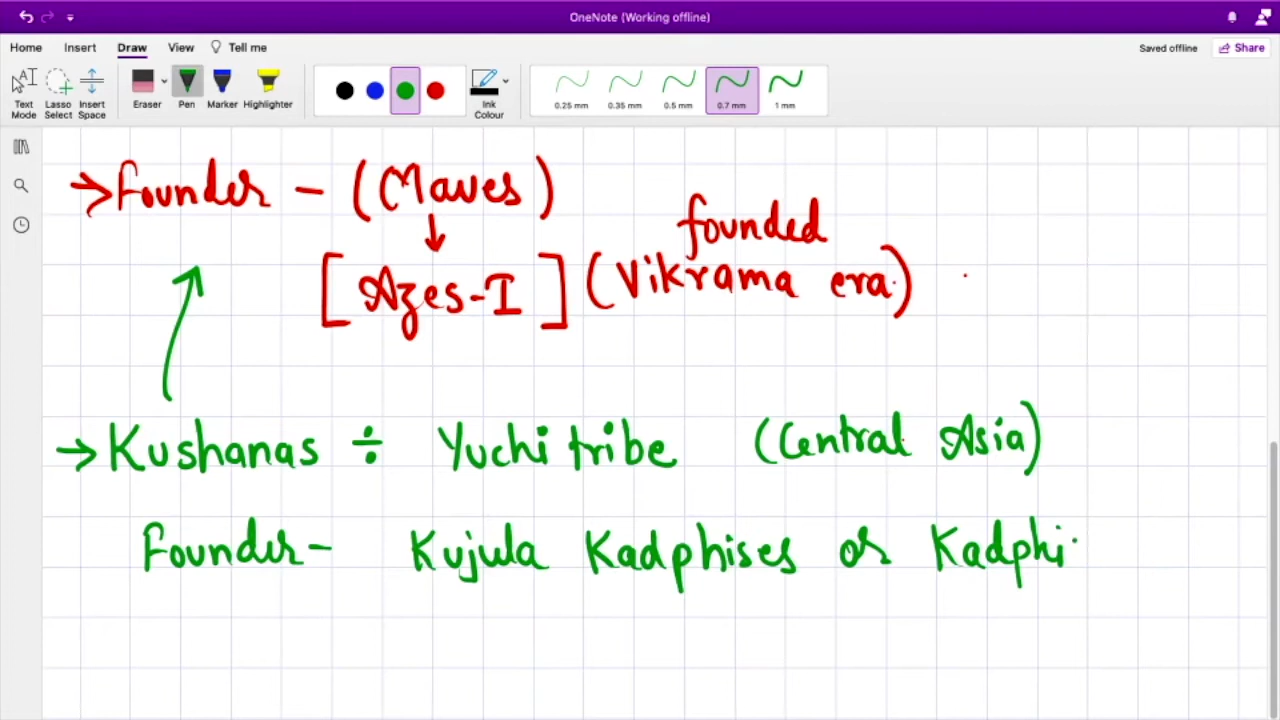 OneNote (Working offline)
Home Insert Draw View Tell me
Saved offline Share
Text Mode Lasso Select Insert Space Eraser Pen Marker Highlighter Ink Colour 0.25 mm 0.35 mm 0.5 mm 0.7 mm 1 mm
→ Founder - (Maues)
↓ founded
[Azes-I] (Vikrama era.)
→ Kushanas ÷ Yuchi tribe (Central Asia)
Founder - Kujula Kadphises or Kadphi